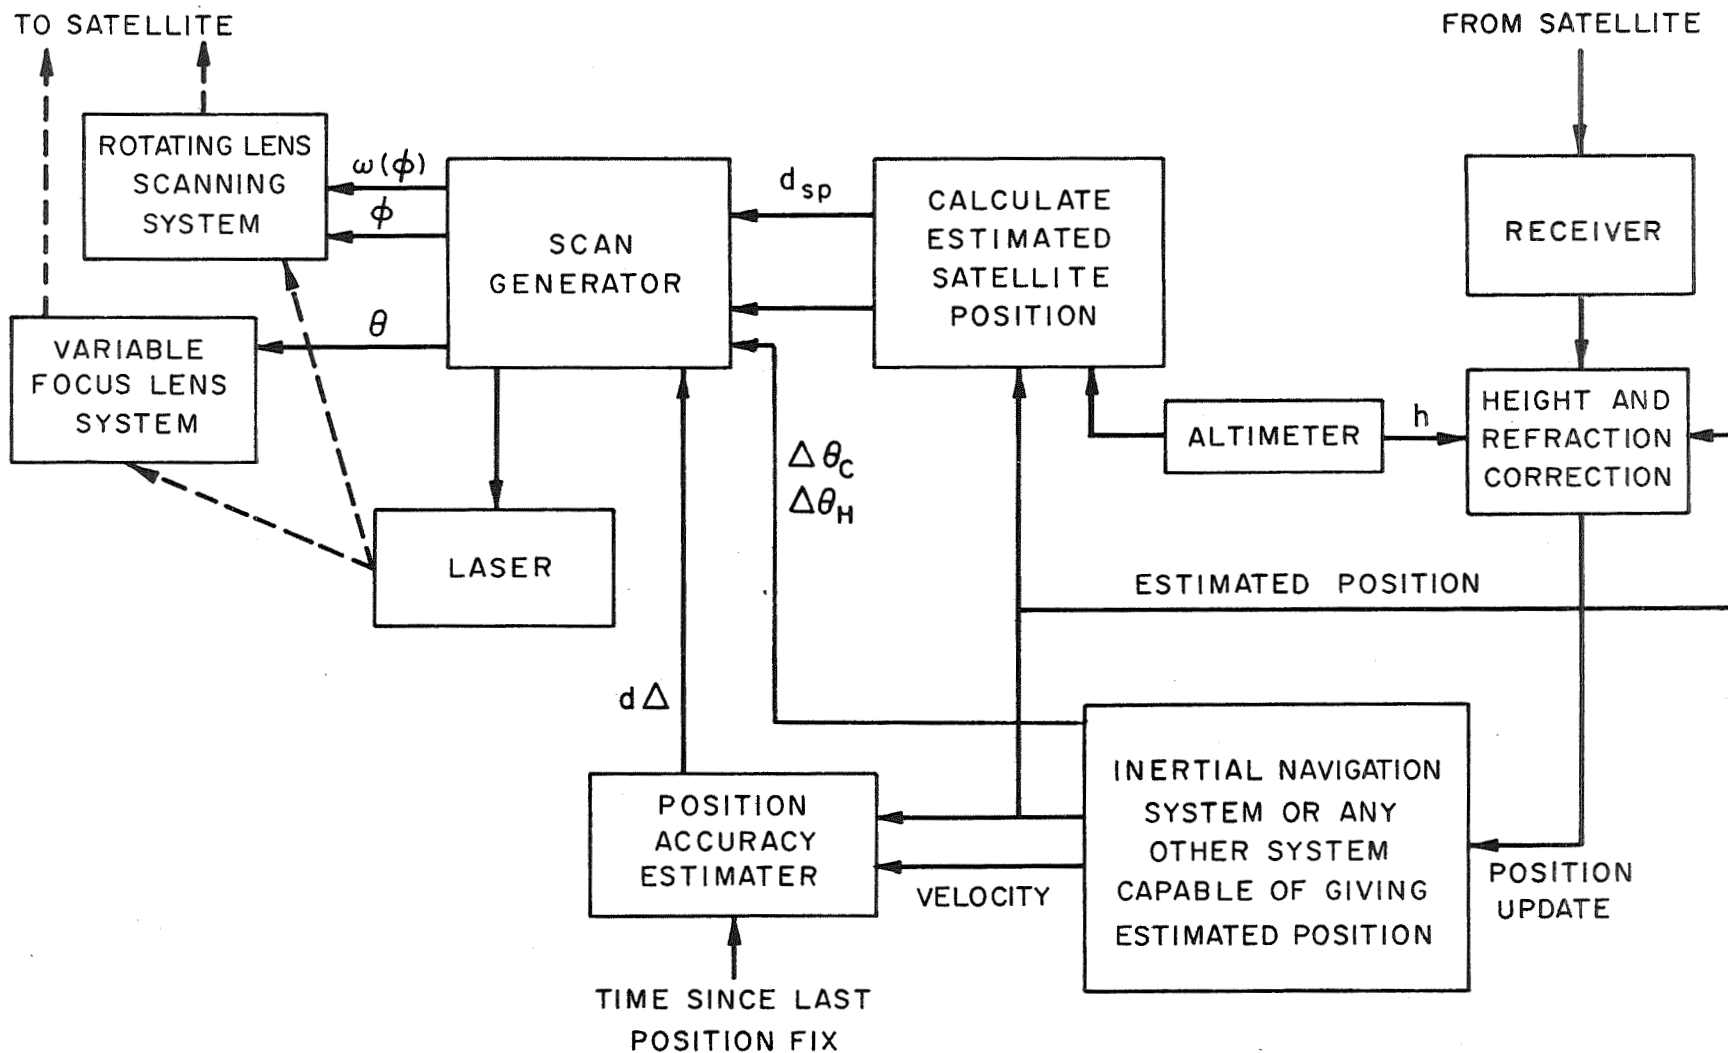 TO SATELLITE
FROM SATELLITE
ROTATING LENS
SCANNING
SYSTEM
ω(ϕ)
ϕ
SCAN
GENERATOR
d_sp
CALCULATE
ESTIMATED
SATELLITE
POSITION
RECEIVER
VARIABLE
FOCUS LENS
SYSTEM
θ
ALTIMETER
h
HEIGHT AND
REFRACTION
CORRECTION
Δθ_C
Δθ_H
LASER
ESTIMATED POSITION
dΔ
POSITION
ACCURACY
ESTIMATER
VELOCITY
INERTIAL NAVIGATION
SYSTEM OR ANY
OTHER SYSTEM
CAPABLE OF GIVING
ESTIMATED POSITION
POSITION
UPDATE
TIME SINCE LAST
POSITION FIX